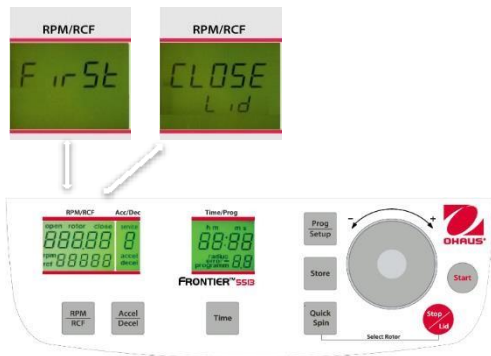 RPM/RCF
RPM/RCF
FirSt
CLOSE
Lid
RPM/RCF Acc/Dec
Time/Prog
open rotor close
88888 8
rpm
rcf 88888
accel
decel
h m m s
88:88
radius
error =
program 8.8
FRONTIER™ 5513
Prog
Setup
Store
Quick
Spin
RPM
RCF
Accel
Decel
Time
- +
OHAUS®
Start
Stop
Lid
Select Rotor